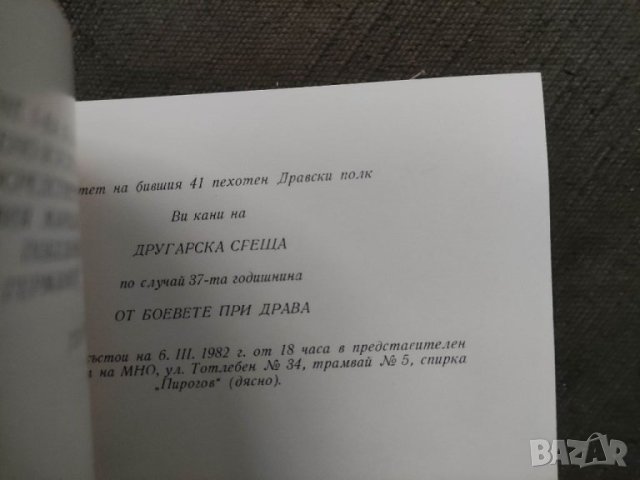 тет на бившия 41 пехотен Дравски полк
Ви кани на
ДРУГАРСКА СРЕЩА
по случай 37-та годишнина
ОТ БОЕВЕТЕ ПРИ ДРАВА
ъстои на 6. III. 1982 г. от 18 часа в представителен
на МНО, ул. Тотлебен № 34, трамвай № 5, спирка
„Пирогов“ (дясно).
BAZAR